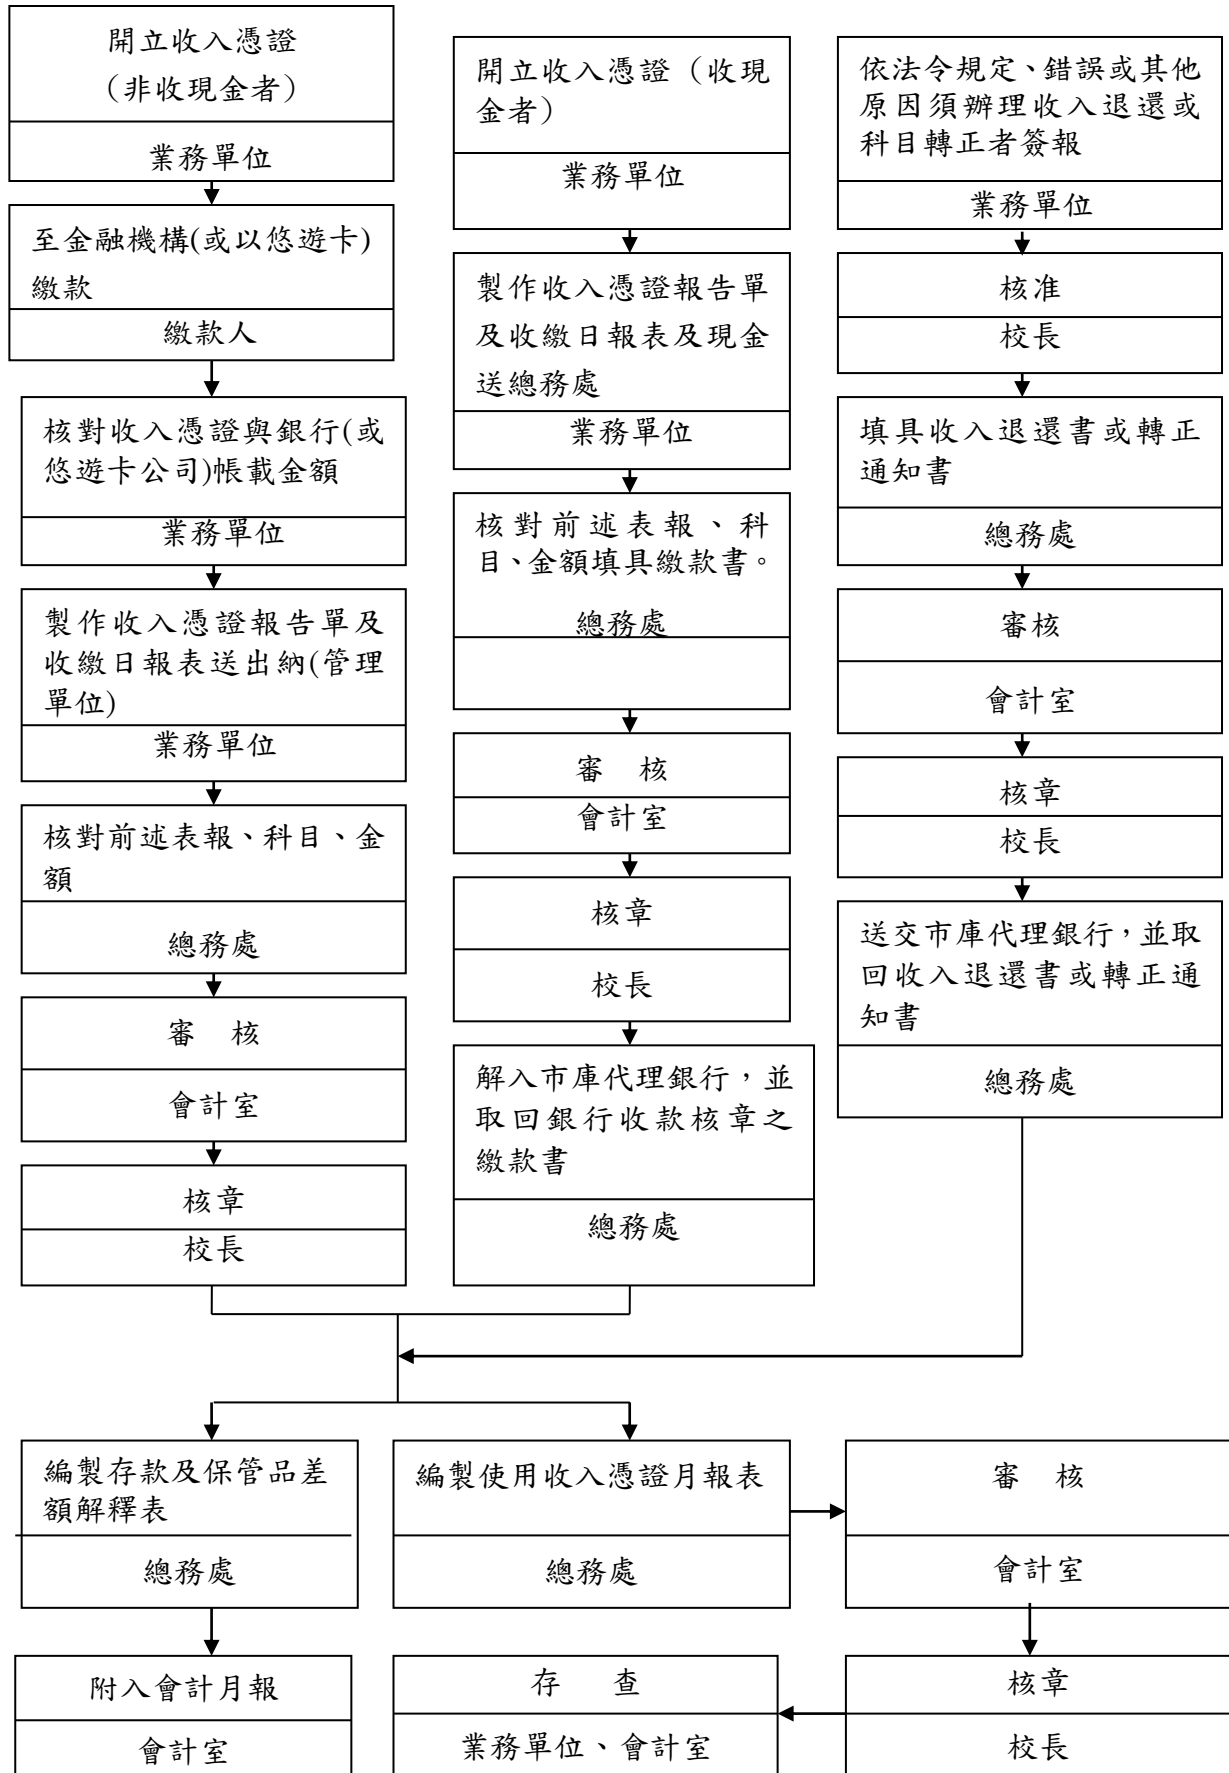 開立收入憑證
（非收現金者）
業務單位
至金融機構(或以悠遊卡)
繳款
繳款人
核對收入憑證與銀行(或
悠遊卡公司)帳載金額
業務單位
製作收入憑證報告單及
收繳日報表送出納(管理
單位)
業務單位
核對前述表報、科目、金
額
總務處
審　核
會計室
核章
校長
開立收入憑證（收現
金者）
業務單位
製作收入憑證報告單
及收繳日報表及現金
送總務處
業務單位
核對前述表報、科
目、金額填具繳款書。
總務處
審　核
會計室
核章
校長
解入市庫代理銀行，並
取回銀行收款核章之
繳款書
總務處
依法令規定、錯誤或其他
原因須辦理收入退還或
科目轉正者簽報
業務單位
核准
校長
填具收入退還書或轉正
通知書
總務處
審核
會計室
核章
校長
送交市庫代理銀行，並取
回收入退還書或轉正通
知書
總務處
編製存款及保管品差
額解釋表
總務處
附入會計月報
會計室
編製使用收入憑證月報表
總務處
審　核
會計室
核章
校長
存　查
業務單位、會計室